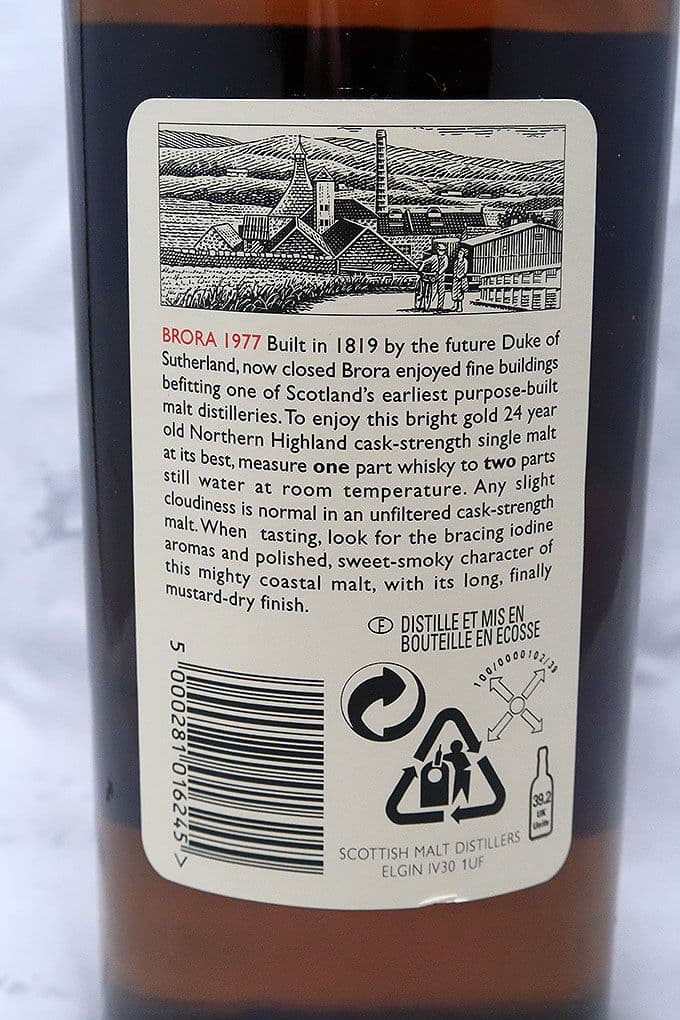 BRORA 1977 Built in 1819 by the future Duke of
Sutherland, now closed Brora enjoyed fine buildings
befitting one of Scotland's earliest purpose-built
malt distilleries. To enjoy this bright gold 24 year
old Northern Highland cask-strength single malt
at its best, measure one part whisky to two parts
still water at room temperature. Any slight
cloudiness is normal in an unfiltered cask-strength
malt. When tasting, look for the bracing iodine
aromas and polished, sweet-smoky character of
this mighty coastal malt, with its long, finally
mustard-dry finish.
F DISTILLE ET MIS EN
BOUTEILLE EN ECOSSE
100/0000102/39
5 000281 016245 >
39.2
UK
Units
SCOTTISH MALT DISTILLERS
ELGIN IV30 1UF